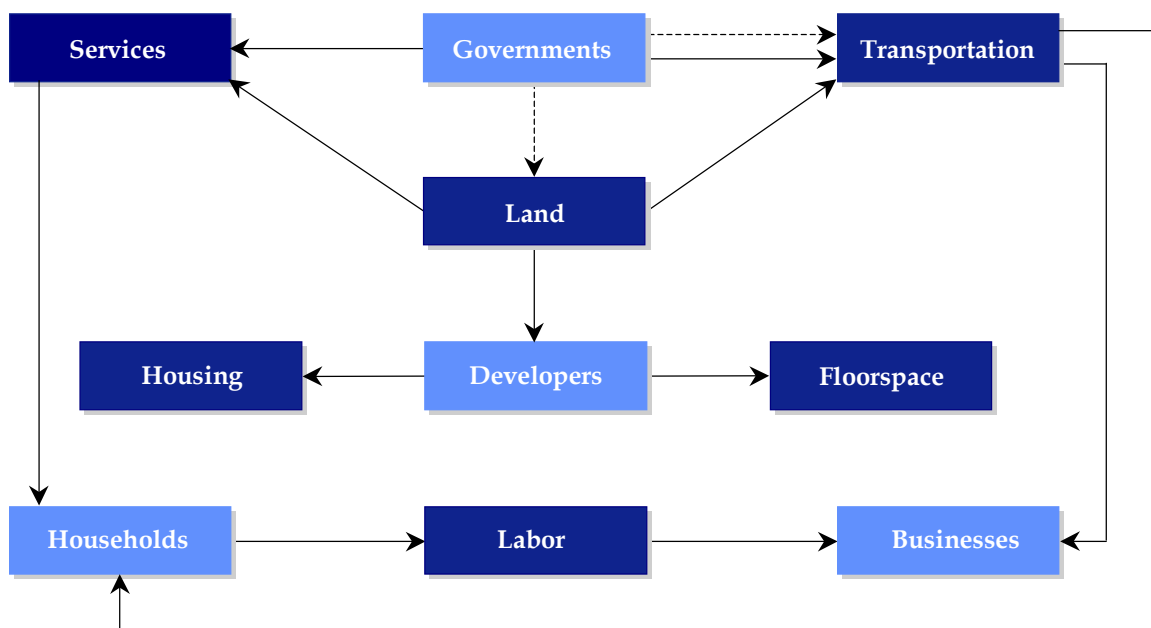 Services
Governments
Transportation
Land
Housing
Developers
Floorspace
Households
Labor
Businesses